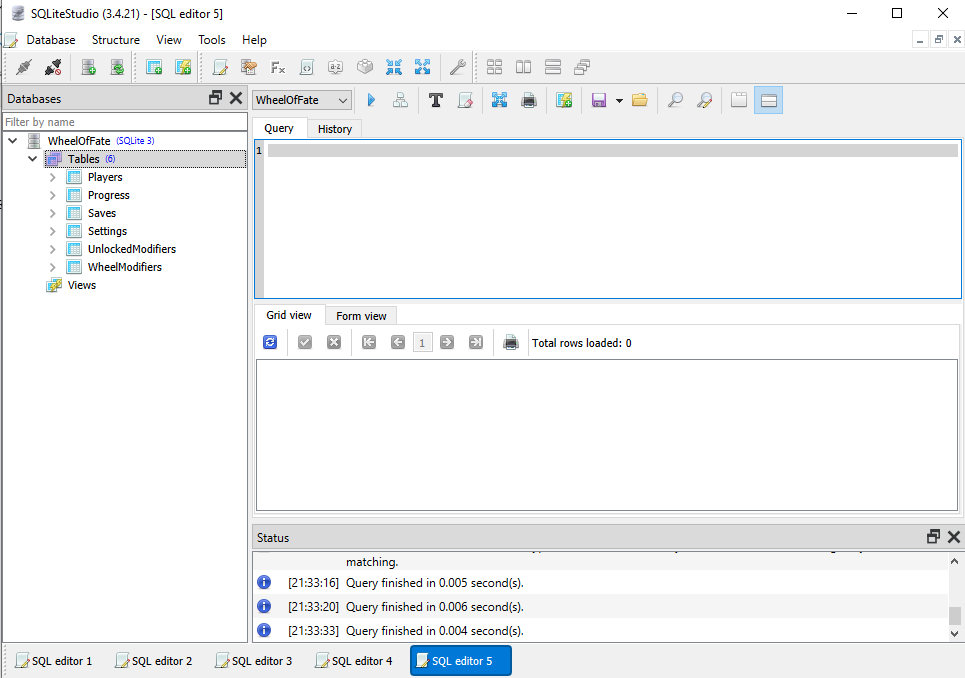 SQLiteStudio (3.4.21) - [SQL editor 5]
Database Structure View Tools Help
Databases
Filter by name
WheelOfFate (SQLite 3)
Tables (6)
Players
Progress
Saves
Settings
UnlockedModifiers
WheelModifiers
Views
WheelOfFate
Query History
1
Grid view Form view
1
Total rows loaded: 0
Status
matching.
[21:33:16] Query finished in 0.005 second(s).
[21:33:20] Query finished in 0.006 second(s).
[21:33:33] Query finished in 0.004 second(s).
SQL editor 1 SQL editor 2 SQL editor 3 SQL editor 4 SQL editor 5